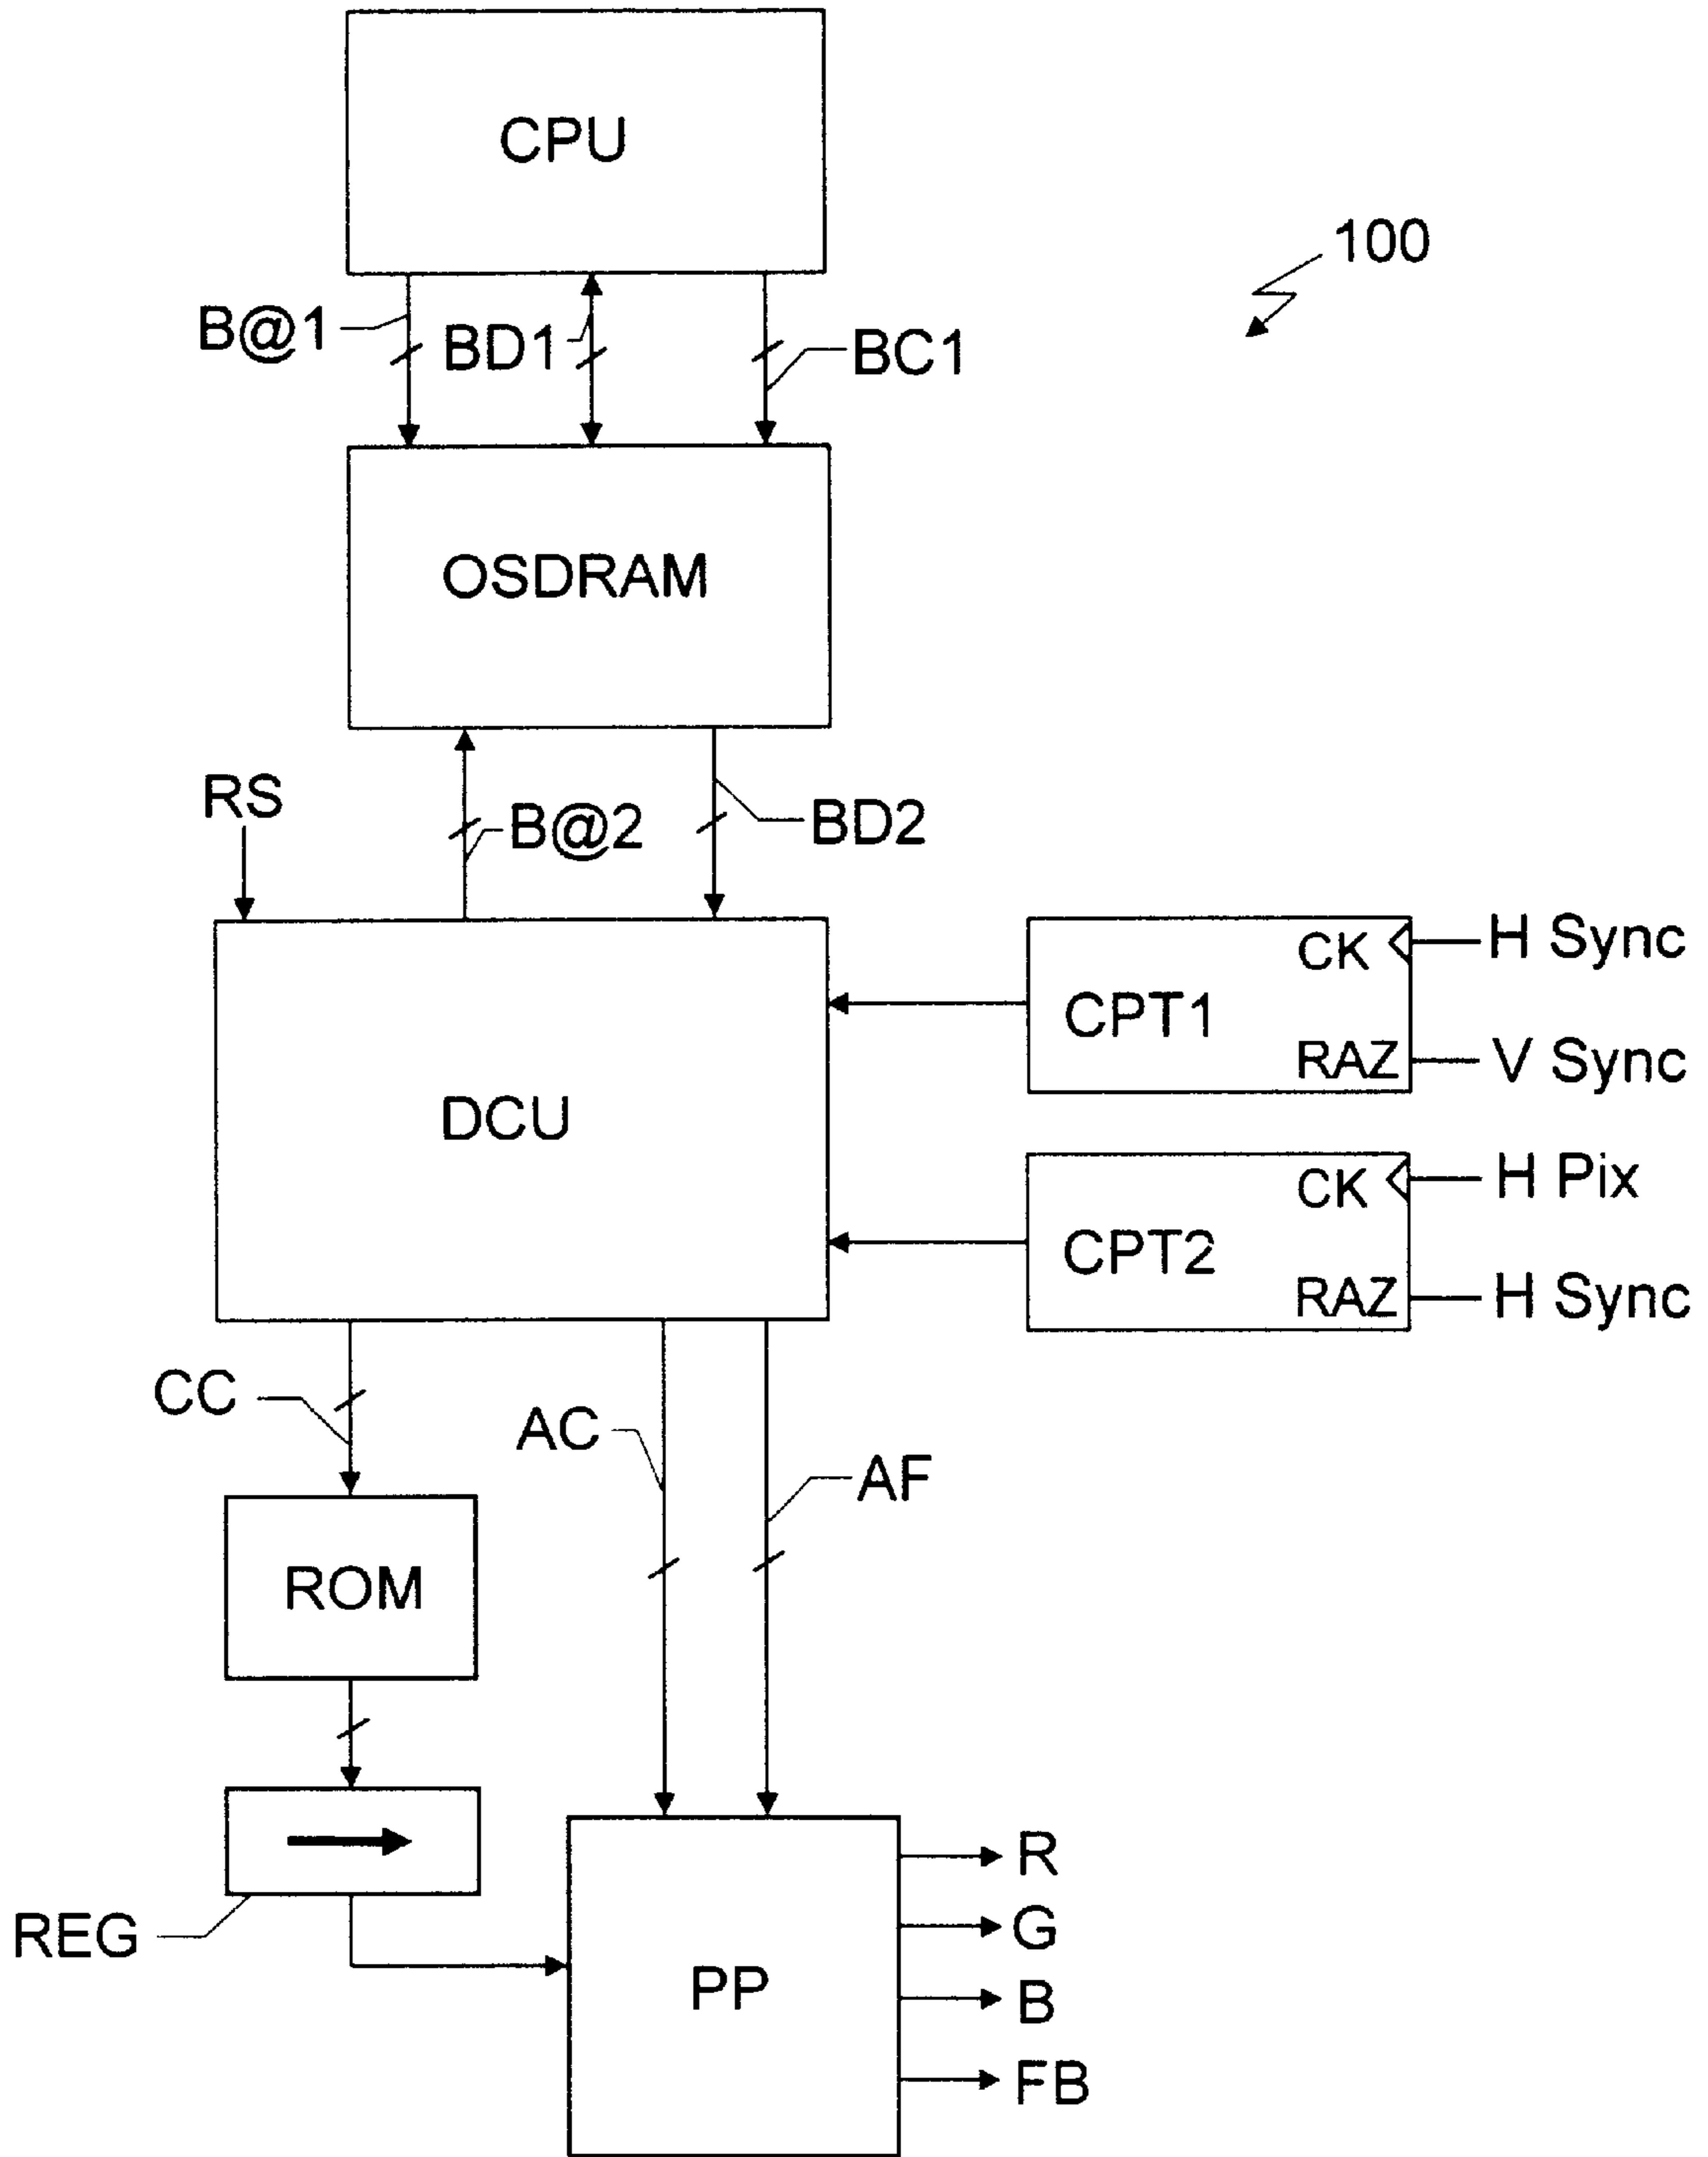 CPU
100
B@1
BD1
BC1
OSDRAM
RS
B@2
BD2
CK
H Sync
CPT1
RAZ
V Sync
DCU
CK
H Pix
CPT2
RAZ
H Sync
CC
AC
AF
ROM
R
G
REG
PP
B
FB